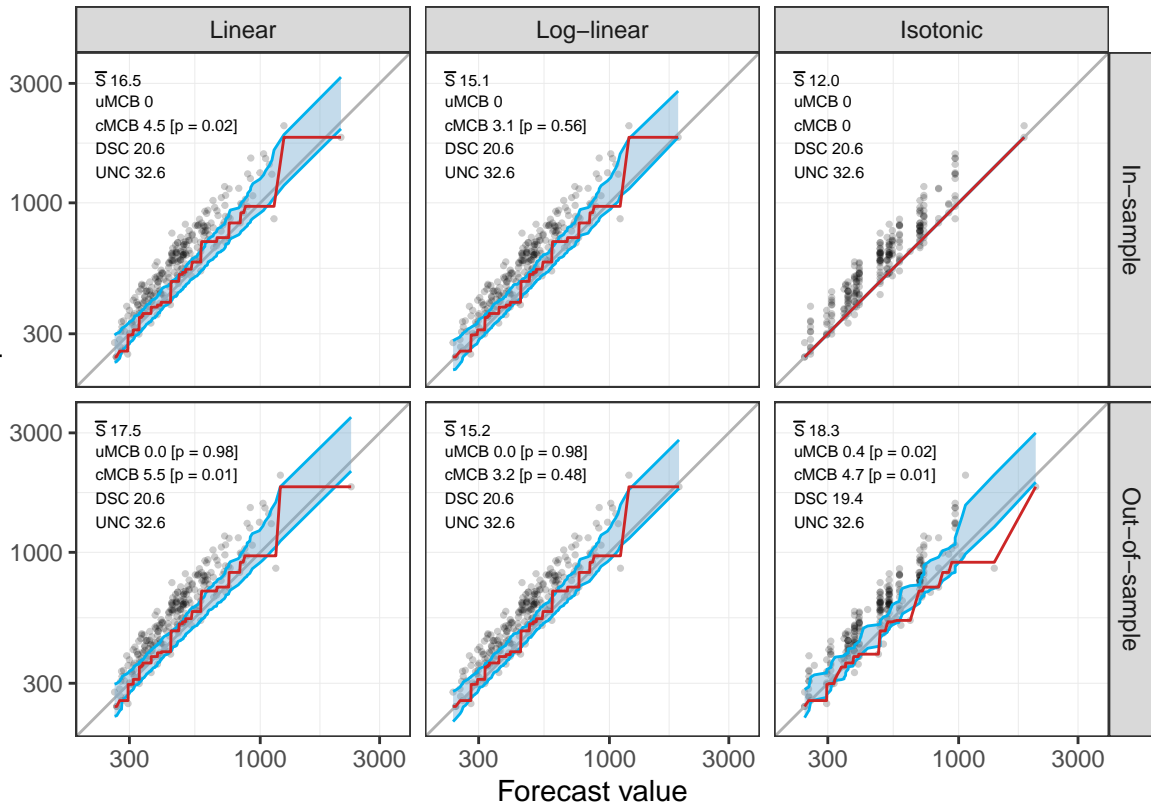 Linear
Log−linear
Isotonic
3000
1000
300
S 16.5
uMCB 0
cMCB 4.5 [p = 0.02]
DSC 20.6
UNC 32.6
S 15.1
uMCB 0
cMCB 3.1 [p = 0.56]
DSC 20.6
UNC 32.6
S 12.0
uMCB 0
cMCB 0
DSC 20.6
UNC 32.6
In−sample
3000
1000
300
S 17.5
uMCB 0.0 [p = 0.98]
cMCB 5.5 [p = 0.01]
DSC 20.6
UNC 32.6
S 15.2
uMCB 0.0 [p = 0.98]
cMCB 3.2 [p = 0.48]
DSC 20.6
UNC 32.6
S 18.3
uMCB 0.4 [p = 0.02]
cMCB 4.7 [p = 0.01]
DSC 19.4
UNC 32.6
Out−of−sample
300 1000 3000
300 1000 3000
300 1000 3000
Forecast value